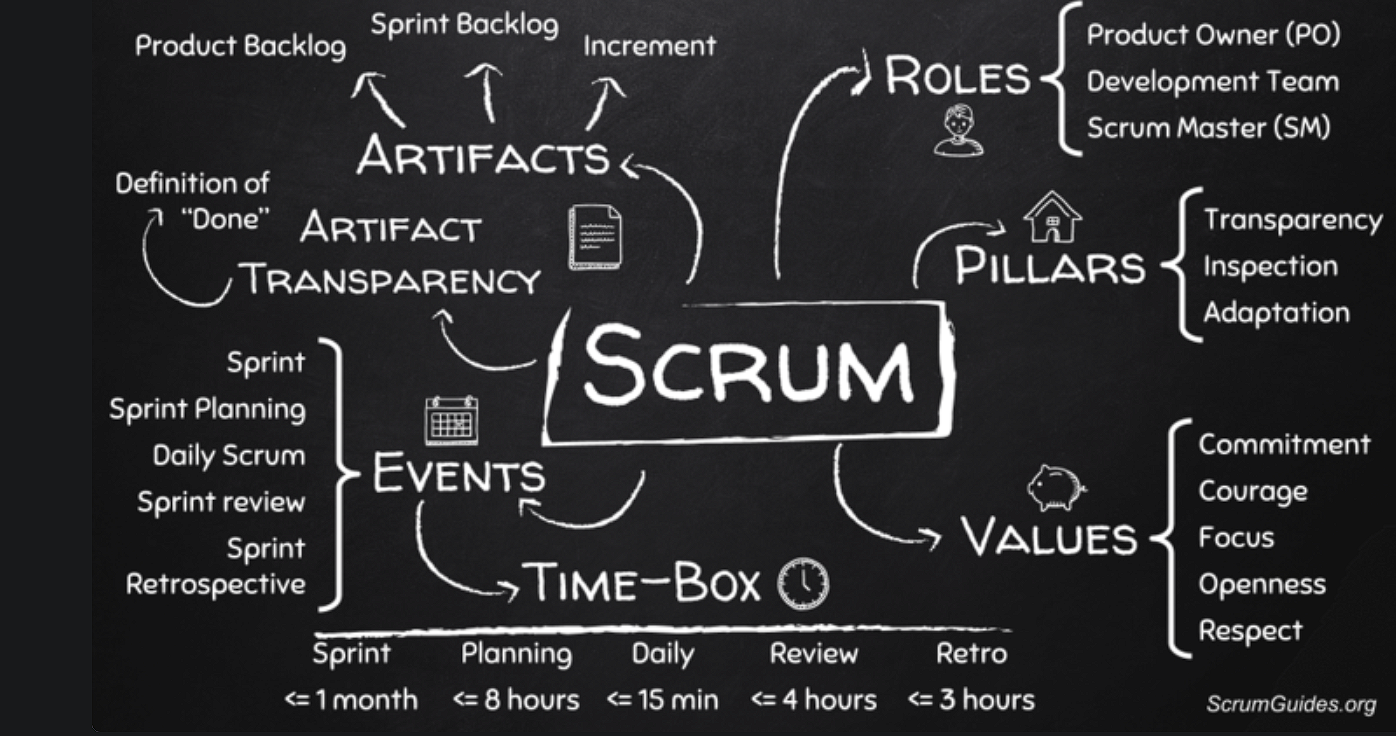 Product Backlog
Sprint Backlog
Increment
ARTIFACTS
Definition of
“Done”
ARTIFACT
TRANSPARENCY
ROLES
Product Owner (PO)
Development Team
Scrum Master (SM)
PILLARS
Transparency
Inspection
Adaptation
SCRUM
Sprint
Sprint Planning
Daily Scrum
Sprint review
Sprint
Retrospective
EVENTS
VALUES
Commitment
Courage
Focus
Openness
Respect
TIME-BOX
Sprint Planning Daily Review Retro
<= 1 month <= 8 hours <= 15 min <= 4 hours <= 3 hours
ScrumGuides.org